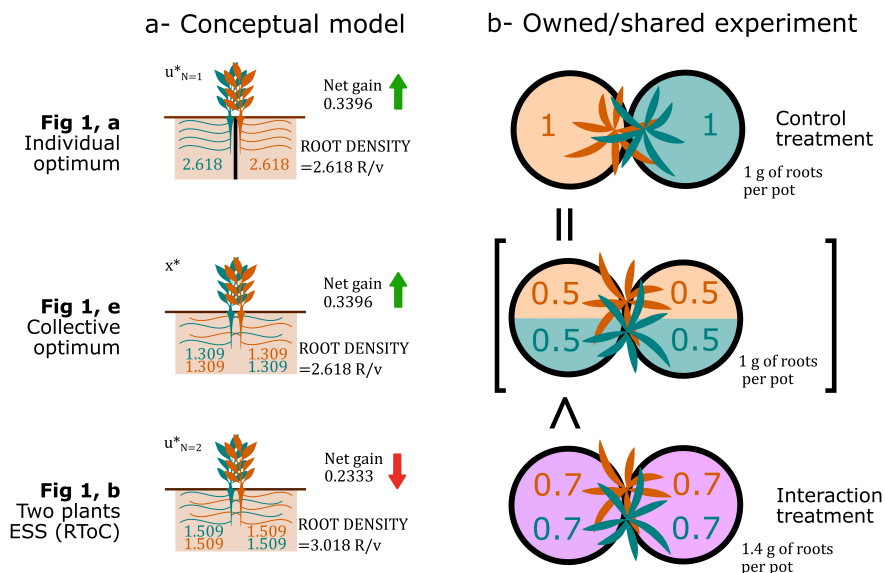 a- Conceptual model
b- Owned/shared experiment
u*N=1
Net gain
0.3396
Fig 1, a
Individual
optimum
2.618
2.618
ROOT DENSITY
=2.618 R/v
1
1
Control
treatment
1 g of roots
per pot
=
x*
Net gain
0.3396
Fig 1, e
Collective
optimum
1.309
1.309
1.309
1.309
ROOT DENSITY
=2.618 R/v
[
0.5
0.5
0.5
0.5
]
1 g of roots
per pot
<
u*N=2
Net gain
0.2333
Fig 1, b
Two plants
ESS (RToC)
1.509
1.509
1.509
1.509
ROOT DENSITY
=3.018 R/v
0.7
0.7
0.7
0.7
Interaction
treatment
1.4 g of roots
per pot